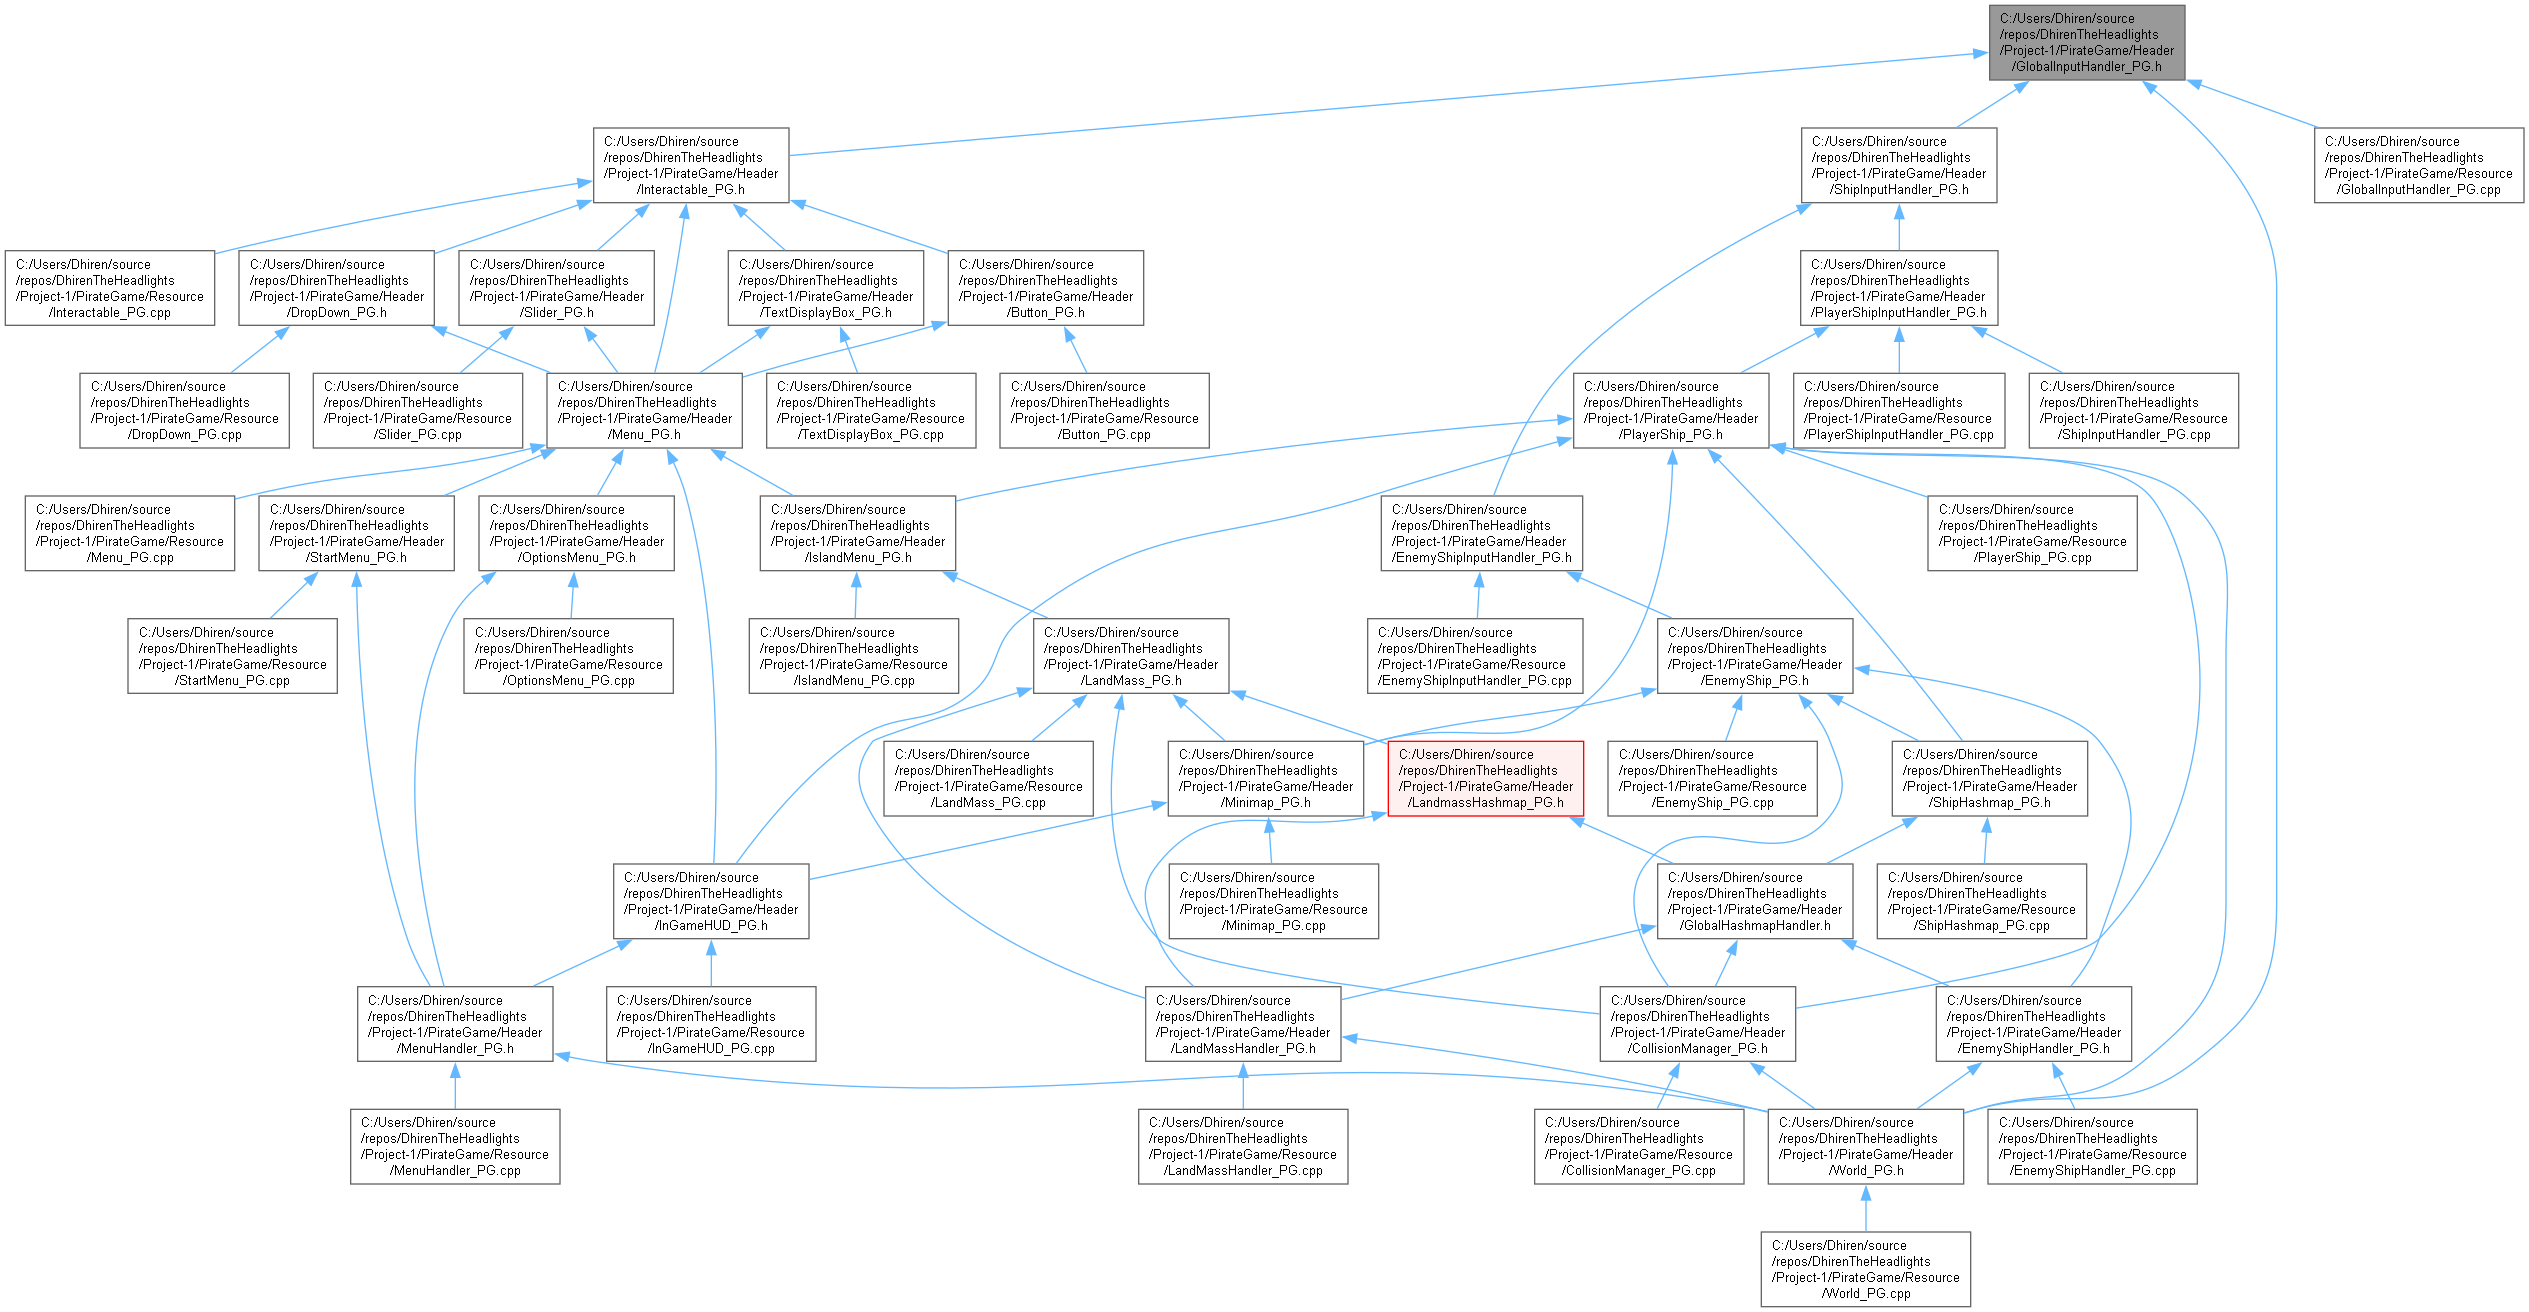 C:/Users/Dhiren/source
/repos/DhirenTheHeadlights
/Project-1/PirateGame/Header
/GlobalInputHandler_PG.h
C:/Users/Dhiren/source
/repos/DhirenTheHeadlights
/Project-1/PirateGame/Header
/Interactable_PG.h
C:/Users/Dhiren/source
/repos/DhirenTheHeadlights
/Project-1/PirateGame/Header
/ShipInputHandler_PG.h
C:/Users/Dhiren/source
/repos/DhirenTheHeadlights
/Project-1/PirateGame/Resource
/GlobalInputHandler_PG.cpp
C:/Users/Dhiren/source
/repos/DhirenTheHeadlights
/Project-1/PirateGame/Resource
/Interactable_PG.cpp
C:/Users/Dhiren/source
/repos/DhirenTheHeadlights
/Project-1/PirateGame/Header
/DropDown_PG.h
C:/Users/Dhiren/source
/repos/DhirenTheHeadlights
/Project-1/PirateGame/Header
/Slider_PG.h
C:/Users/Dhiren/source
/repos/DhirenTheHeadlights
/Project-1/PirateGame/Header
/TextDisplayBox_PG.h
C:/Users/Dhiren/source
/repos/DhirenTheHeadlights
/Project-1/PirateGame/Header
/Button_PG.h
C:/Users/Dhiren/source
/repos/DhirenTheHeadlights
/Project-1/PirateGame/Header
/PlayerShipInputHandler_PG.h
C:/Users/Dhiren/source
/repos/DhirenTheHeadlights
/Project-1/PirateGame/Resource
/DropDown_PG.cpp
C:/Users/Dhiren/source
/repos/DhirenTheHeadlights
/Project-1/PirateGame/Resource
/Slider_PG.cpp
C:/Users/Dhiren/source
/repos/DhirenTheHeadlights
/Project-1/PirateGame/Header
/Menu_PG.h
C:/Users/Dhiren/source
/repos/DhirenTheHeadlights
/Project-1/PirateGame/Resource
/TextDisplayBox_PG.cpp
C:/Users/Dhiren/source
/repos/DhirenTheHeadlights
/Project-1/PirateGame/Resource
/Button_PG.cpp
C:/Users/Dhiren/source
/repos/DhirenTheHeadlights
/Project-1/PirateGame/Header
/PlayerShip_PG.h
C:/Users/Dhiren/source
/repos/DhirenTheHeadlights
/Project-1/PirateGame/Resource
/PlayerShipInputHandler_PG.cpp
C:/Users/Dhiren/source
/repos/DhirenTheHeadlights
/Project-1/PirateGame/Resource
/ShipInputHandler_PG.cpp
C:/Users/Dhiren/source
/repos/DhirenTheHeadlights
/Project-1/PirateGame/Resource
/Menu_PG.cpp
C:/Users/Dhiren/source
/repos/DhirenTheHeadlights
/Project-1/PirateGame/Header
/StartMenu_PG.h
C:/Users/Dhiren/source
/repos/DhirenTheHeadlights
/Project-1/PirateGame/Header
/OptionsMenu_PG.h
C:/Users/Dhiren/source
/repos/DhirenTheHeadlights
/Project-1/PirateGame/Header
/IslandMenu_PG.h
C:/Users/Dhiren/source
/repos/DhirenTheHeadlights
/Project-1/PirateGame/Header
/EnemyShipInputHandler_PG.h
C:/Users/Dhiren/source
/repos/DhirenTheHeadlights
/Project-1/PirateGame/Resource
/PlayerShip_PG.cpp
C:/Users/Dhiren/source
/repos/DhirenTheHeadlights
/Project-1/PirateGame/Resource
/StartMenu_PG.cpp
C:/Users/Dhiren/source
/repos/DhirenTheHeadlights
/Project-1/PirateGame/Resource
/OptionsMenu_PG.cpp
C:/Users/Dhiren/source
/repos/DhirenTheHeadlights
/Project-1/PirateGame/Resource
/IslandMenu_PG.cpp
C:/Users/Dhiren/source
/repos/DhirenTheHeadlights
/Project-1/PirateGame/Header
/LandMass_PG.h
C:/Users/Dhiren/source
/repos/DhirenTheHeadlights
/Project-1/PirateGame/Resource
/EnemyShipInputHandler_PG.cpp
C:/Users/Dhiren/source
/repos/DhirenTheHeadlights
/Project-1/PirateGame/Header
/EnemyShip_PG.h
C:/Users/Dhiren/source
/repos/DhirenTheHeadlights
/Project-1/PirateGame/Resource
/LandMass_PG.cpp
C:/Users/Dhiren/source
/repos/DhirenTheHeadlights
/Project-1/PirateGame/Header
/Minimap_PG.h
C:/Users/Dhiren/source
/repos/DhirenTheHeadlights
/Project-1/PirateGame/Header
/LandmassHashmap_PG.h
C:/Users/Dhiren/source
/repos/DhirenTheHeadlights
/Project-1/PirateGame/Resource
/EnemyShip_PG.cpp
C:/Users/Dhiren/source
/repos/DhirenTheHeadlights
/Project-1/PirateGame/Header
/ShipHashmap_PG.h
C:/Users/Dhiren/source
/repos/DhirenTheHeadlights
/Project-1/PirateGame/Header
/InGameHUD_PG.h
C:/Users/Dhiren/source
/repos/DhirenTheHeadlights
/Project-1/PirateGame/Resource
/Minimap_PG.cpp
C:/Users/Dhiren/source
/repos/DhirenTheHeadlights
/Project-1/PirateGame/Header
/GlobalHashmapHandler.h
C:/Users/Dhiren/source
/repos/DhirenTheHeadlights
/Project-1/PirateGame/Resource
/ShipHashmap_PG.cpp
C:/Users/Dhiren/source
/repos/DhirenTheHeadlights
/Project-1/PirateGame/Header
/MenuHandler_PG.h
C:/Users/Dhiren/source
/repos/DhirenTheHeadlights
/Project-1/PirateGame/Resource
/InGameHUD_PG.cpp
C:/Users/Dhiren/source
/repos/DhirenTheHeadlights
/Project-1/PirateGame/Header
/LandMassHandler_PG.h
C:/Users/Dhiren/source
/repos/DhirenTheHeadlights
/Project-1/PirateGame/Header
/CollisionManager_PG.h
C:/Users/Dhiren/source
/repos/DhirenTheHeadlights
/Project-1/PirateGame/Header
/EnemyShipHandler_PG.h
C:/Users/Dhiren/source
/repos/DhirenTheHeadlights
/Project-1/PirateGame/Resource
/MenuHandler_PG.cpp
C:/Users/Dhiren/source
/repos/DhirenTheHeadlights
/Project-1/PirateGame/Resource
/LandMassHandler_PG.cpp
C:/Users/Dhiren/source
/repos/DhirenTheHeadlights
/Project-1/PirateGame/Resource
/CollisionManager_PG.cpp
C:/Users/Dhiren/source
/repos/DhirenTheHeadlights
/Project-1/PirateGame/Header
/World_PG.h
C:/Users/Dhiren/source
/repos/DhirenTheHeadlights
/Project-1/PirateGame/Resource
/EnemyShipHandler_PG.cpp
C:/Users/Dhiren/source
/repos/DhirenTheHeadlights
/Project-1/PirateGame/Resource
/World_PG.cpp